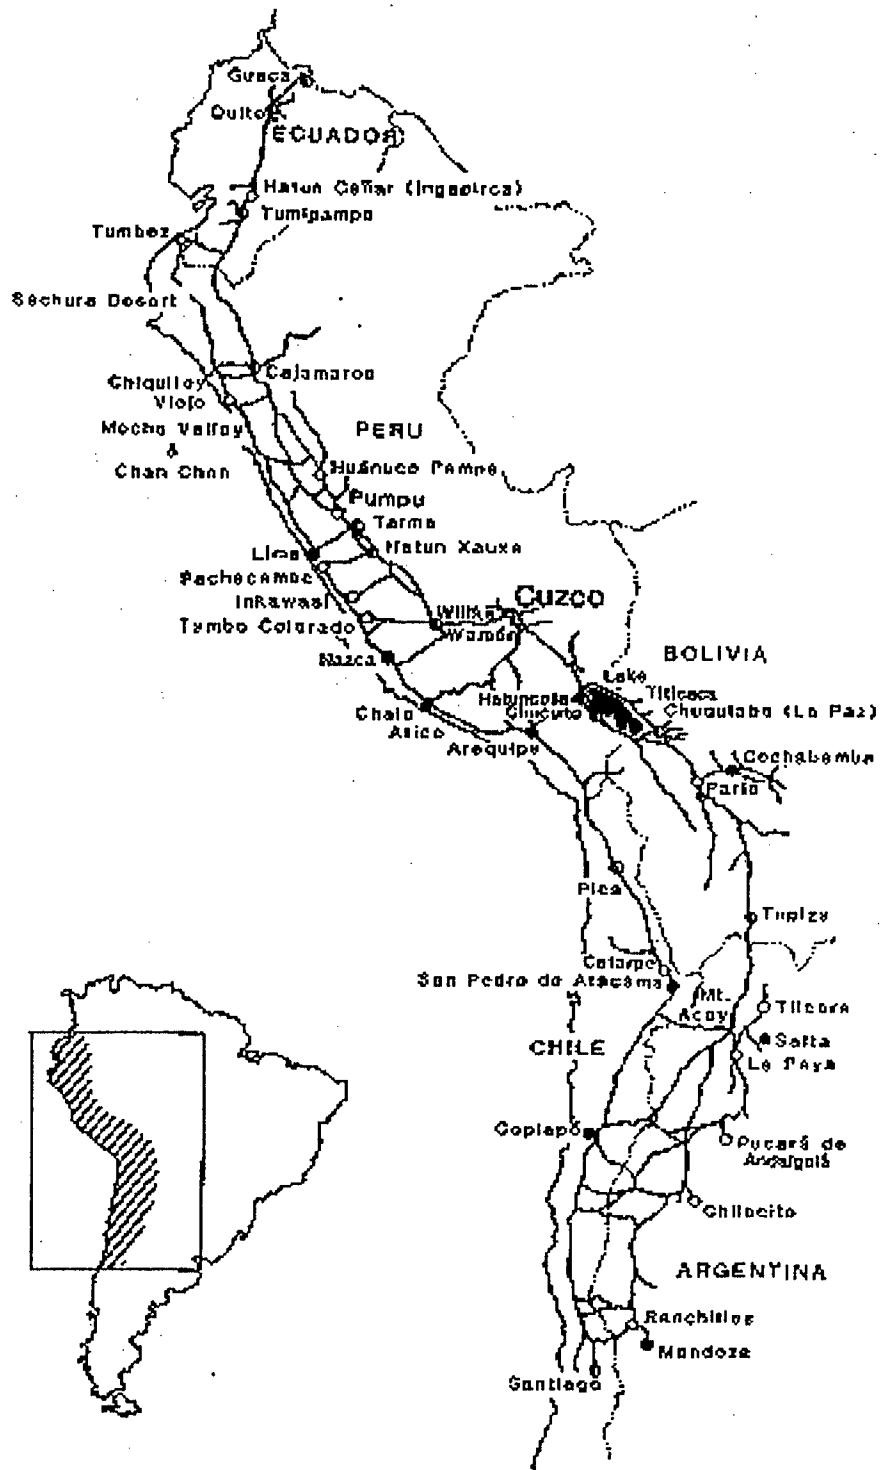 Guaca
Quito
ECUADOR
Hatun Cañar (Ingapirca)
Tumipampa
Tumbez
Sechura Desert
Cajamarca
Chiquitoy
Viejo
Moche Valley
&
Chan Chan
PERU
Huánuco Pampa
Pumpu
Tarma
Hatun Xauxa
Lima
Pachacamac
InKawasi
Tambo Colorado
Cuzco
Willka
Waman
Nazca
BOLIVIA
Lake
Titicaca
Hatuncolla
Chucuito
Chuquiabo (La Paz)
Chala
Atico
Arequipa
Cochabamba
Paria
Pica
Tupiza
Catarpe
San Pedro de Atacama
Mt.
Acay
Tilcara
Salta
La Paya
CHILE
Copiapó
Pucará de
Andalgalá
Chilecito
ARGENTINA
Ranchillos
Mendoza
Santiago